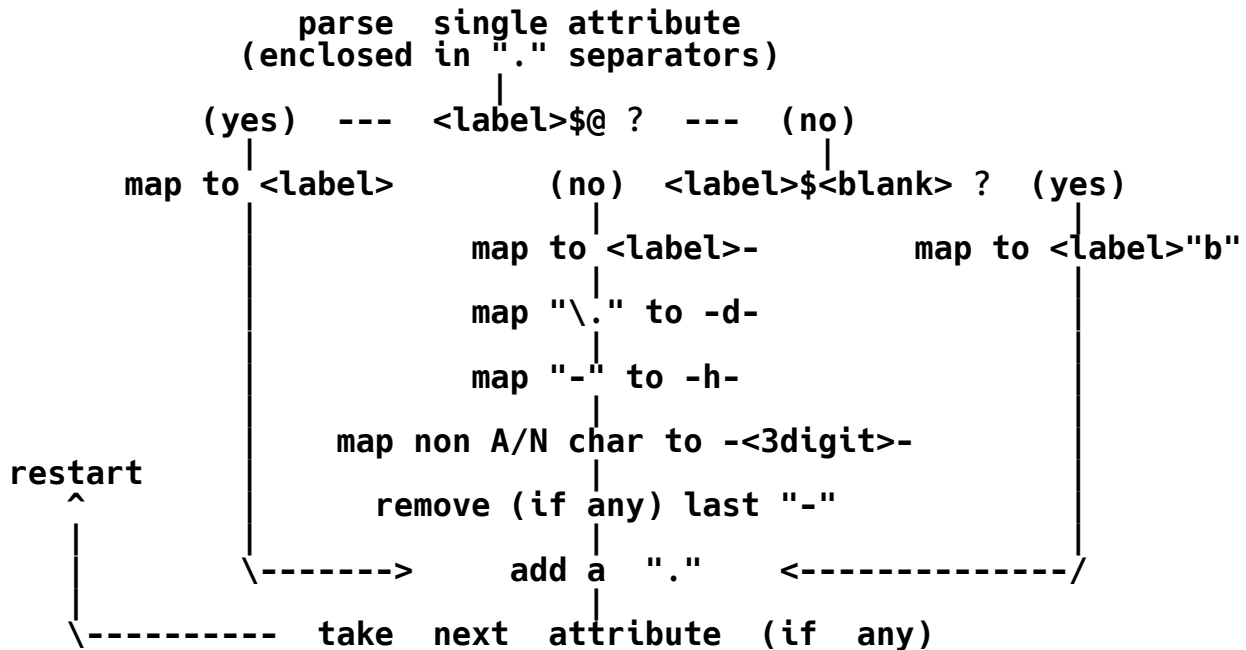 parse  single attribute
(enclosed in "." separators)
|
(yes)  ---  <label>$@ ?  ---  (no)
|                             |
map to <label>        (no)  <label>$<blank> ?  (yes)
|                 |                        |
|           map to <label>-        map to <label>"b"
|                 |                        |
|           map "\." to -d-                |
|                 |                        |
|           map "-" to -h-                 |
|                 |                        |
|    map non A/N char to -<3digit>-        |
restart      |                 |                        |
^         |      remove (if any) last "-"          |
|         |                 |                        |
|         \------->     add a  "."    <--------------/
|                           |
\----------  take  next  attribute  (if  any)